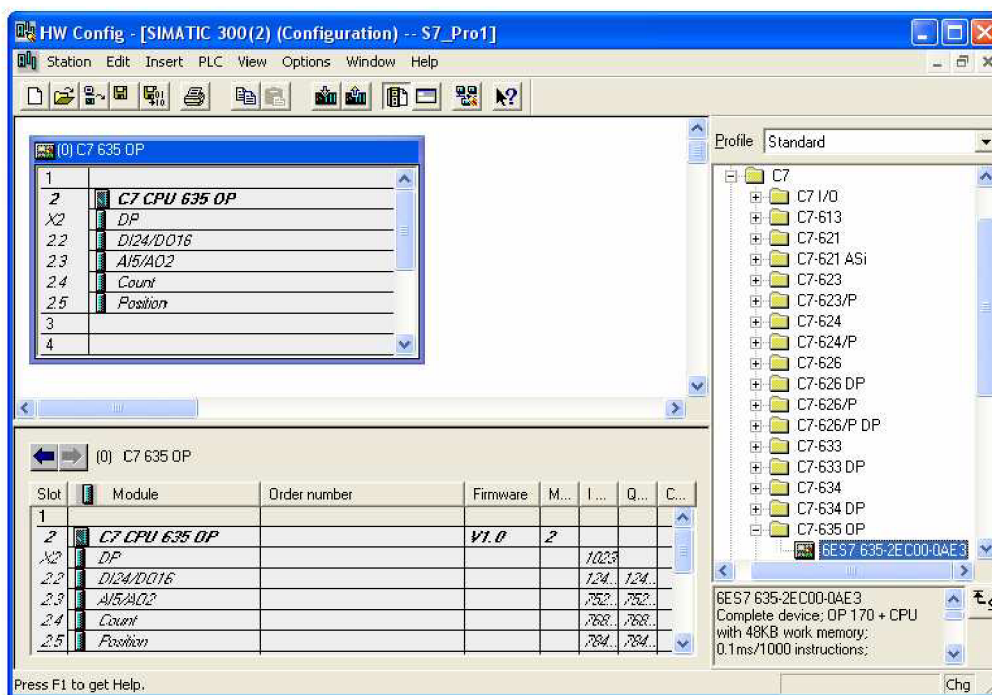 HW Config - [SIMATIC 300(2) (Configuration) -- S7_Pro1]
Station Edit Insert PLC View Options Window Help
(0) C7 635 OP
1
2 C7 CPU 635 OP
X2 DP
2.2 DI24/DO16
2.3 AI5/AO2
2.4 Count
2.5 Position
3
4
(0) C7 635 OP
Slot Module Order number Firmware M... I ... Q... C...
1
2 C7 CPU 635 OP V1.0 2
X2 DP 1023
2.2 DI24/DO16 124... 124...
2.3 AI5/AO2 752... 752...
2.4 Count 768... 768...
2.5 Position 784... 784...
Profile Standard
C7
C7 I/O
C7-613
C7-621
C7-621 ASi
C7-623
C7-623/P
C7-624
C7-624/P
C7-626
C7-626 DP
C7-626/P
C7-626/P DP
C7-633
C7-633 DP
C7-634
C7-634 DP
C7-635 OP
6ES7 635-2EC00-0AE3
6ES7 635-2EC00-0AE3
Complete device; OP 170 + CPU
with 48KB work memory;
0.1ms/1000 instructions;
Press F1 to get Help.
Chg